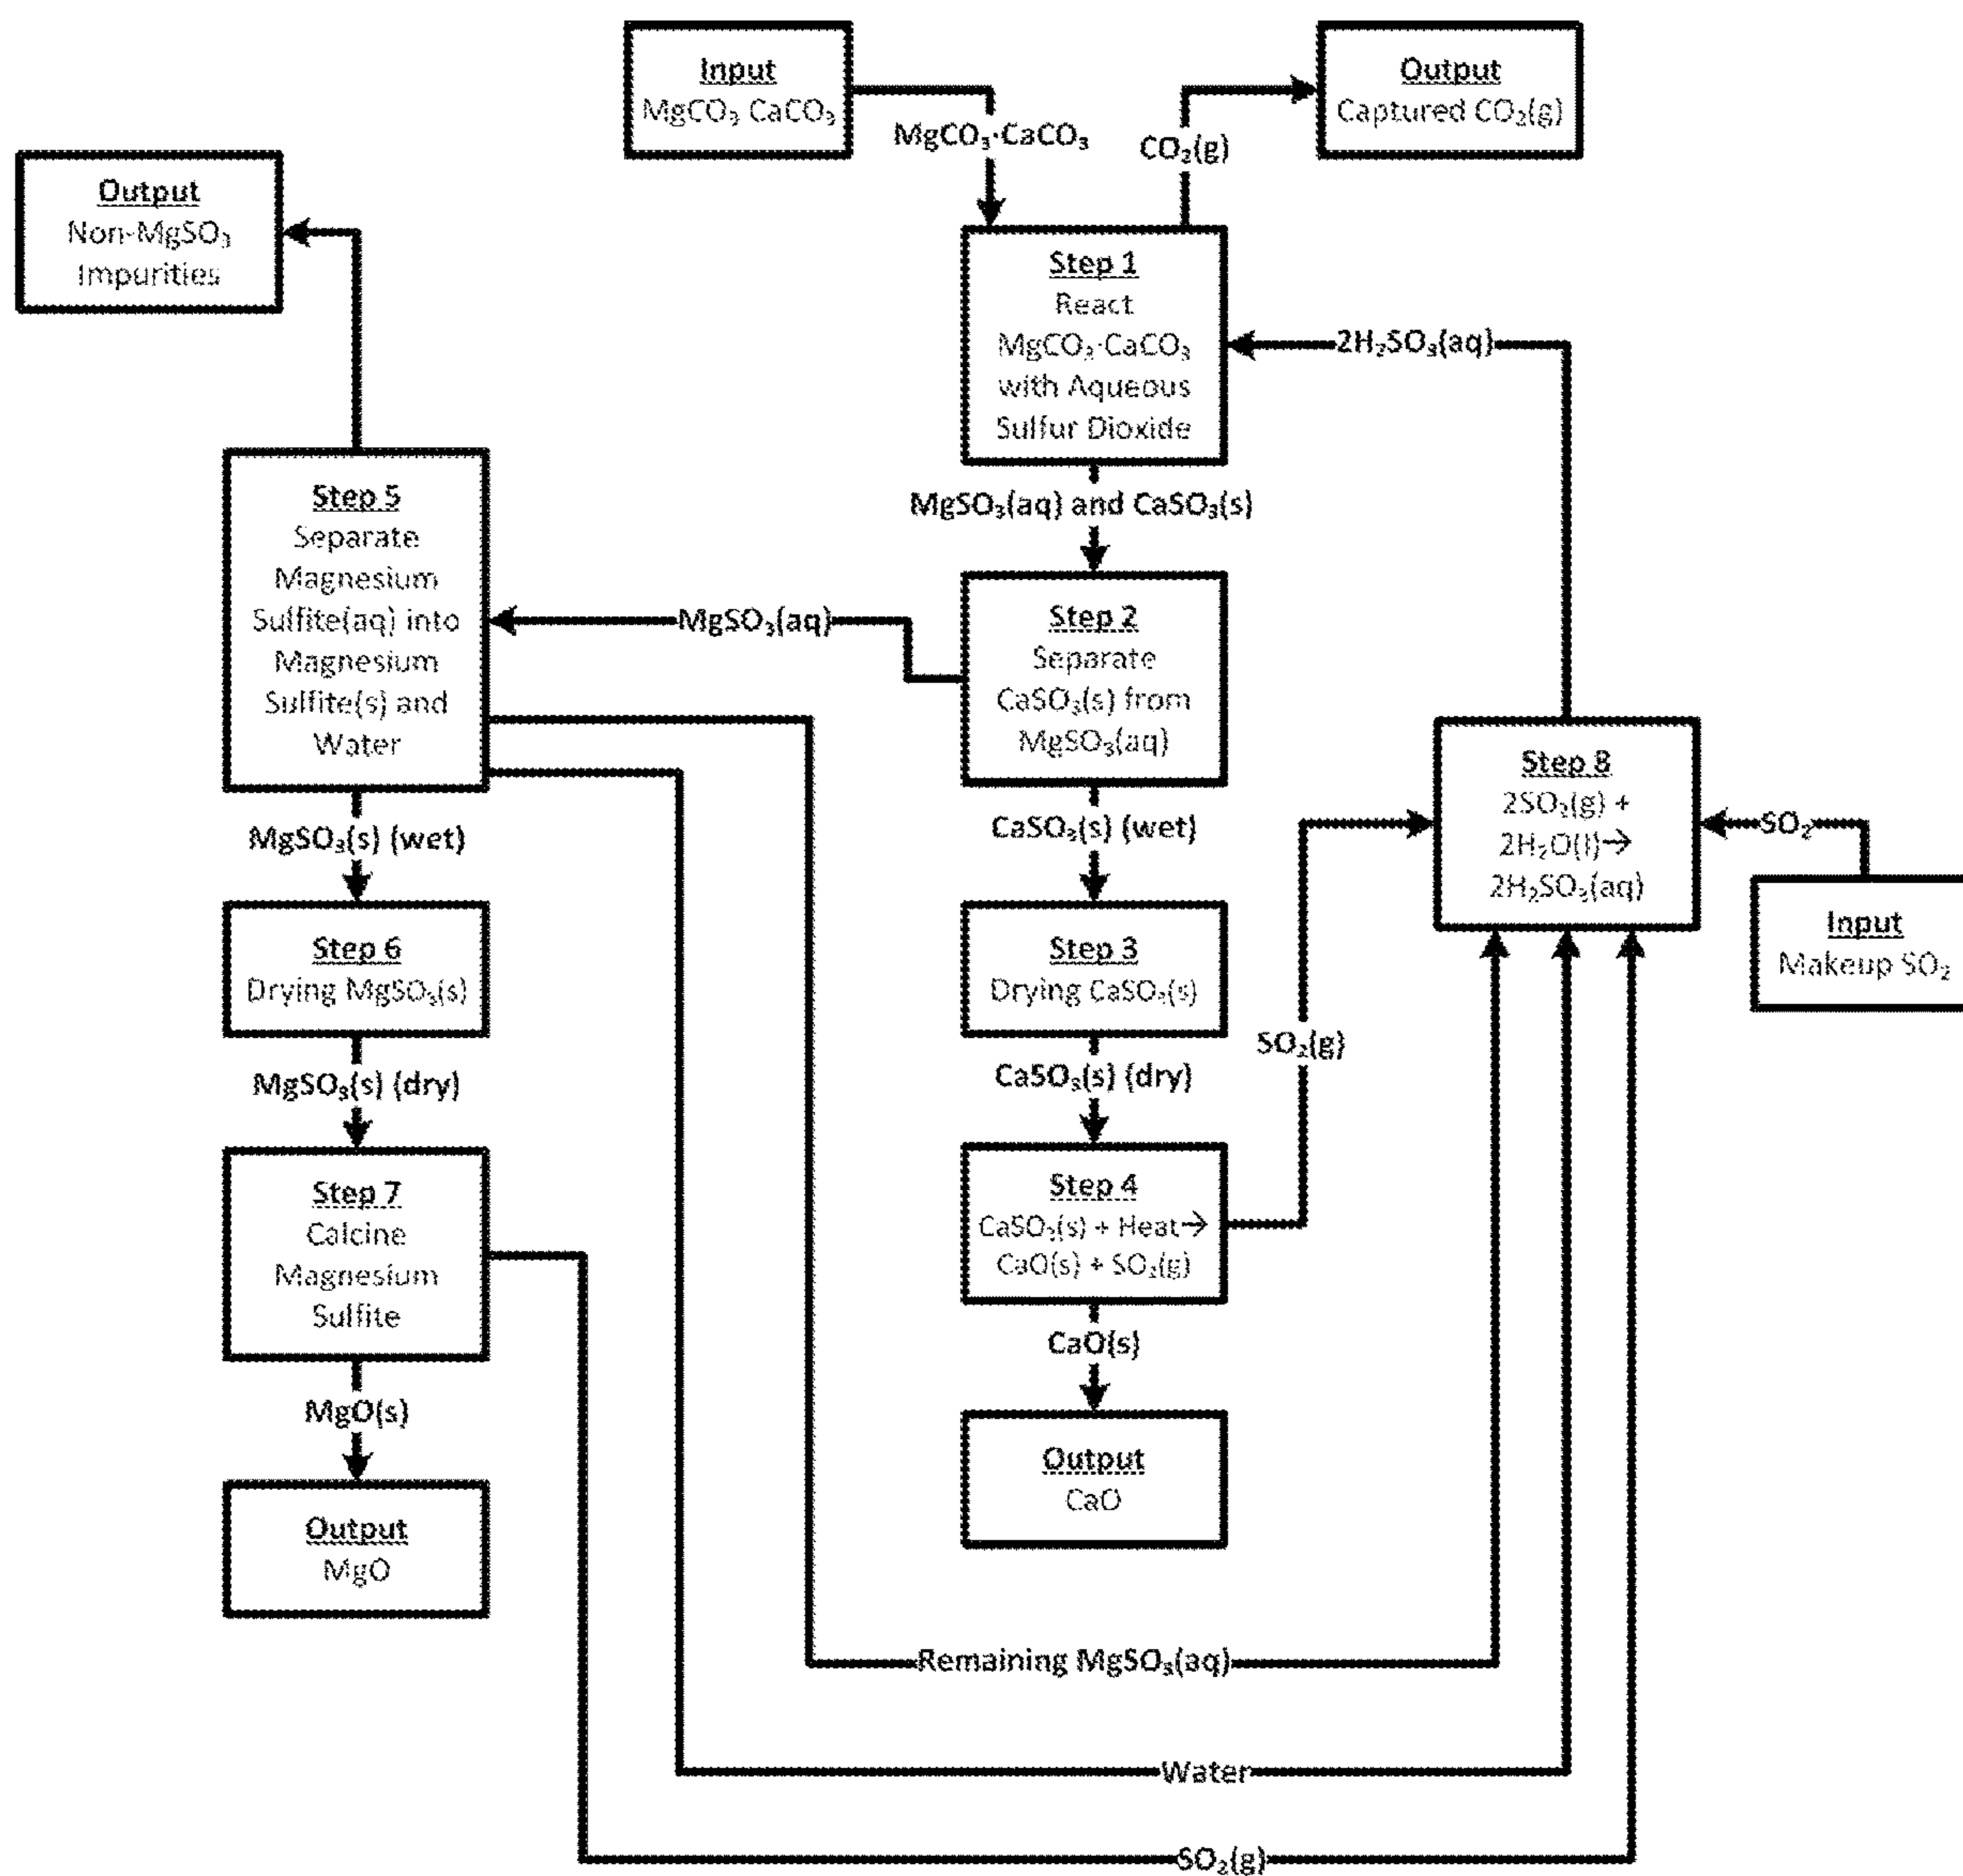 Input
MgCO₃ CaCO₃
Output
Captured CO₂(g)
MgCO₃·CaCO₃
CO₂(g)
Output
Non-MgSO₃
Impurities
Step 1
React
MgCO₃·CaCO₃
with Aqueous
Sulfur Dioxide
2H₂SO₃(aq)
MgSO₃(aq) and CaSO₃(s)
Step 5
Separate
Magnesium
Sulfite(aq) into
Magnesium
Sulfite(s) and
Water
MgSO₃(aq)
Step 2
Separate
CaSO₃(s) from
MgSO₃(aq)
Step 8
2SO₂(g) +
2H₂O(l)→
2H₂SO₃(aq)
SO₂
Input
Makeup SO₂
MgSO₃(s) (wet)
CaSO₃(s) (wet)
Step 6
Drying MgSO₃(s)
Step 3
Drying CaSO₃(s)
SO₂(g)
MgSO₃(s) (dry)
CaSO₃(s) (dry)
Step 7
Calcine
Magnesium
Sulfite
Step 4
CaSO₃(s) + Heat→
CaO(s) + SO₂(g)
MgO(s)
CaO(s)
Output
MgO
Output
CaO
Remaining MgSO₃(aq)
Water
SO₂(g)